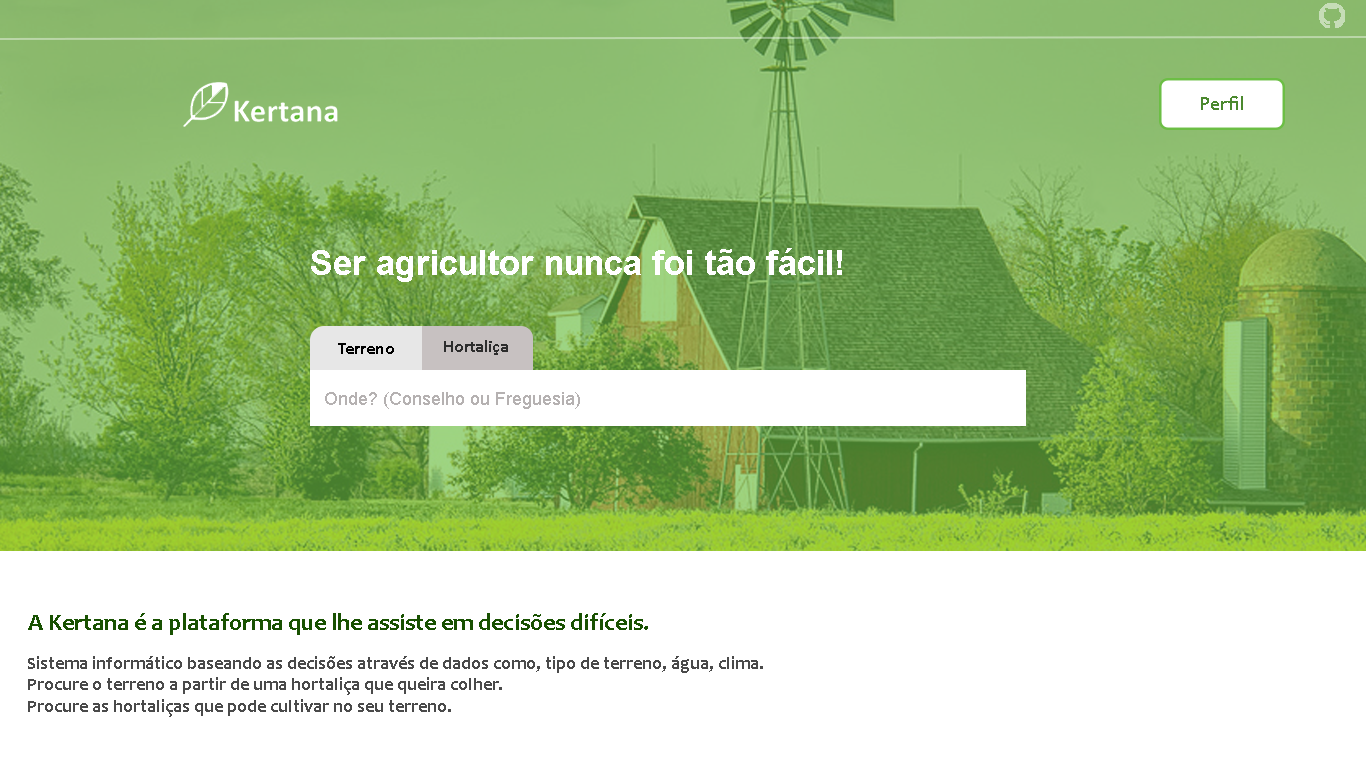 Kertana
Perfil
Ser agricultor nunca foi tão fácil!
Terreno
Hortaliça
Onde? (Conselho ou Freguesia)
A Kertana é a plataforma que lhe assiste em decisões difíceis.
Sistema informático baseando as decisões através de dados como, tipo de terreno, água, clima.
Procure o terreno a partir de uma hortaliça que queira colher.
Procure as hortaliças que pode cultivar no seu terreno.